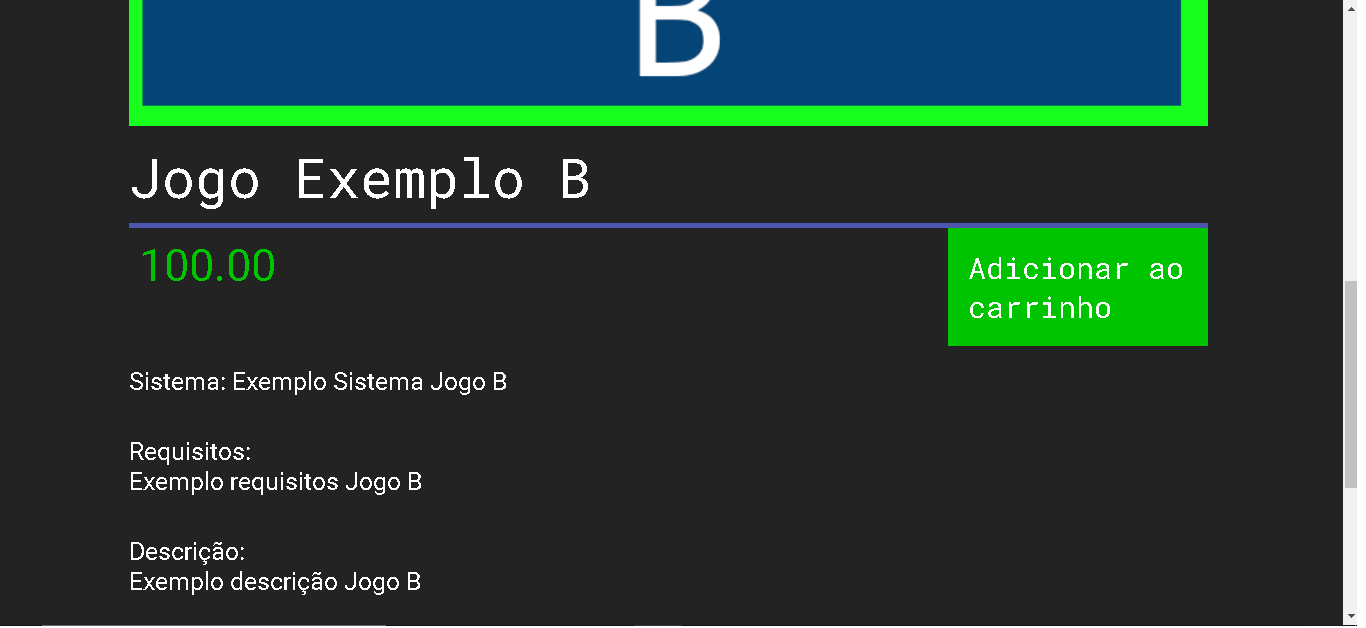 B
Jogo Exemplo B
100.00
Adicionar ao
carrinho
Sistema: Exemplo Sistema Jogo B
Requisitos:
Exemplo requisitos Jogo B
Descrição:
Exemplo descrição Jogo B